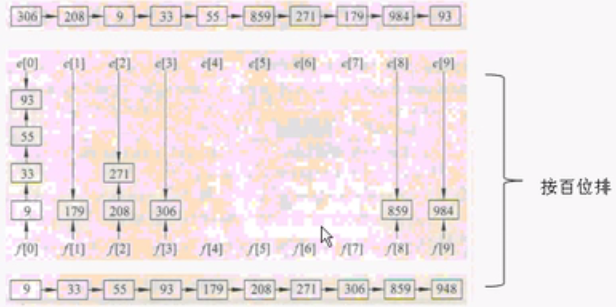 306 208 9 33 55 859 271 179 984 93
e[0] e[1] e[2] e[3] e[4] e[5] e[6] e[7] e[8] e[9]
93
55
33 271
9 179 208 306 859 984
f[0] f[1] f[2] f[3] f[4] f[5] f[6] f[7] f[8] f[9]
9 33 55 93 179 208 271 306 859 948
按百位排